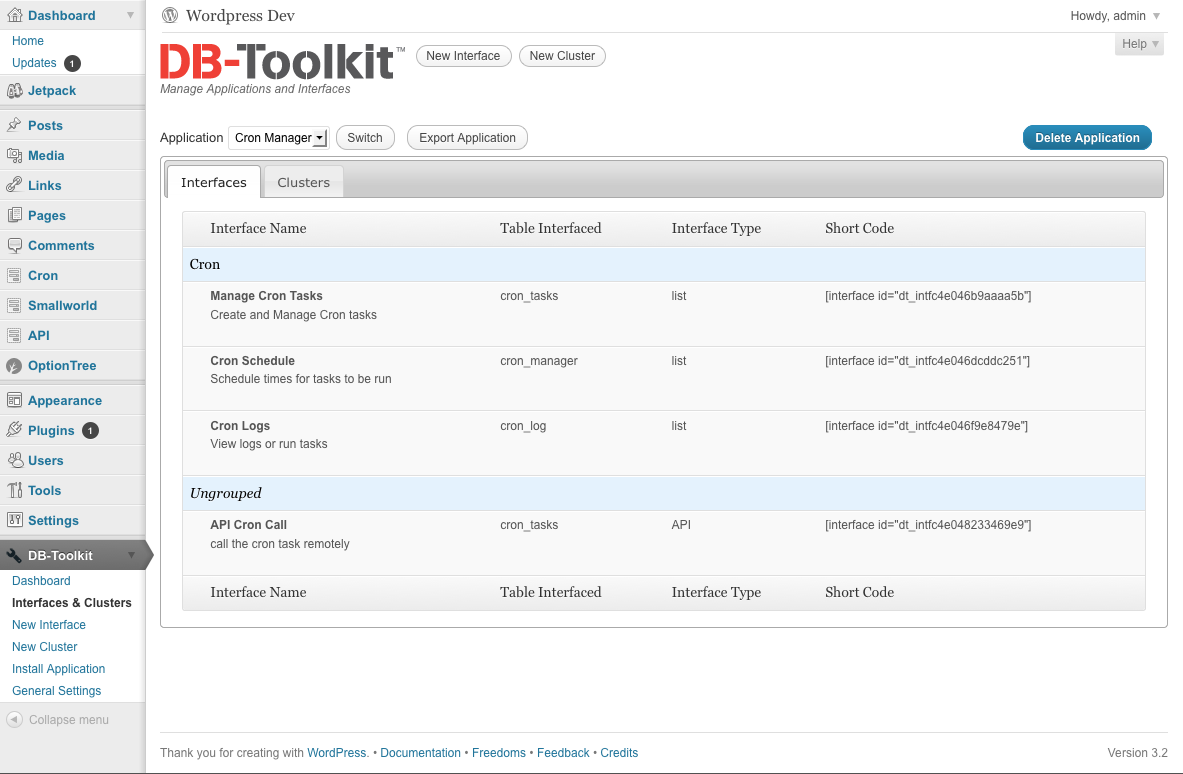 Dashboard
Home
Updates 1
Jetpack
Posts
Media
Links
Pages
Comments
Cron
Smallworld
API
OptionTree
Appearance
Plugins 1
Users
Tools
Settings
DB-Toolkit
Dashboard
Interfaces & Clusters
New Interface
New Cluster
Install Application
General Settings
Collapse menu
Wordpress Dev
Howdy, admin
Help
DB-Toolkit™
New Interface
New Cluster
Manage Applications and Interfaces
Application Cron Manager Switch Export Application Delete Application
Interfaces Clusters
Interface Name Table Interfaced Interface Type Short Code
Cron
Manage Cron Tasks cron_tasks list [interface id="dt_intfc4e046b9aaaa5b"]
Create and Manage Cron tasks
Cron Schedule cron_manager list [interface id="dt_intfc4e046dcddc251"]
Schedule times for tasks to be run
Cron Logs cron_log list [interface id="dt_intfc4e046f9e8479e"]
View logs or run tasks
Ungrouped
API Cron Call cron_tasks API [interface id="dt_intfc4e048233469e9"]
call the cron task remotely
Interface Name Table Interfaced Interface Type Short Code
Thank you for creating with WordPress. • Documentation • Freedoms • Feedback • Credits
Version 3.2